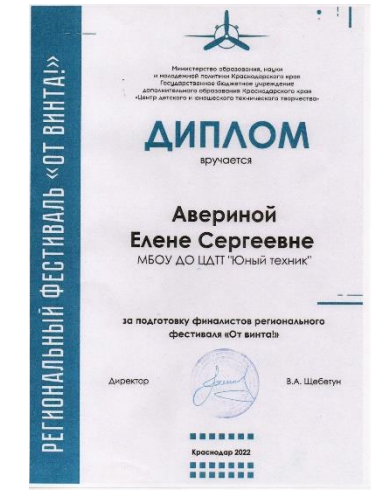 РЕГИОНАЛЬНЫЙ ФЕСТИВАЛЬ «ОТ ВИНТА!»
Министерство образования, науки
и молодежной политики Краснодарского края
Государственное бюджетное учреждение
дополнительного образования Краснодарского края
«Центр детского и юношеского технического творчества»
ДИПЛОМ
вручается
Авериной
Елене Сергеевне
МБОУ ДО ЦДТТ "Юный техник"
за подготовку финалистов регионального
фестиваля «От винта!»
Директор
В.А. Щебетун
Краснодар 2022